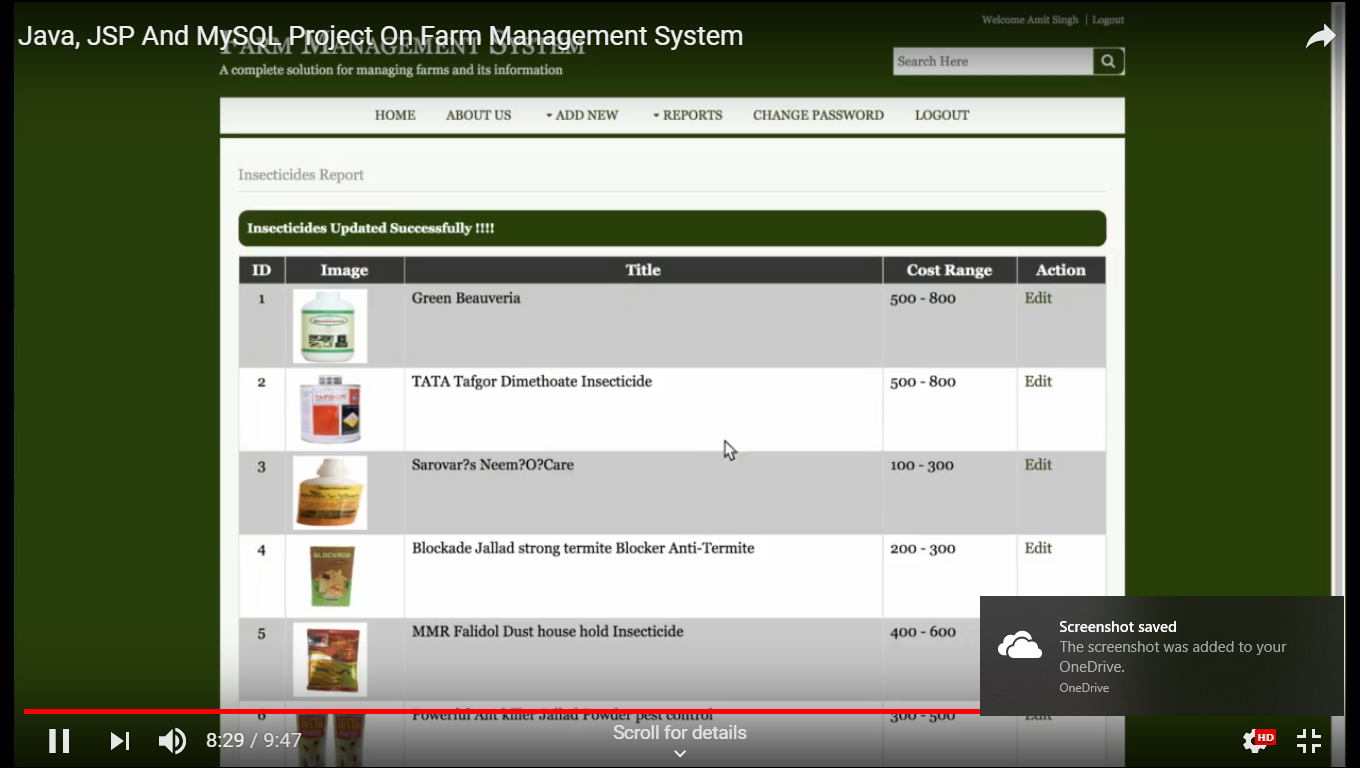 Welcome Amit Singh | Logout
Java, JSP And MySQL Project On Farm Management System
FARM MANAGEMENT SYSTEM
A complete solution for managing farms and its information
Search Here
HOME ABOUT US ADD NEW REPORTS CHANGE PASSWORD LOGOUT
Insecticides Report
Insecticides Updated Successfully !!!!
ID Image Title Cost Range Action
1 Green Beauveria 500 - 800 Edit
2 TATA Tafgor Dimethoate Insecticide 500 - 800 Edit
TAFGOR
3 Sarovar?s Neem?O?Care 100 - 300 Edit
4 Blockade Jallad strong termite Blocker Anti-Termite 200 - 300 Edit
5 MMR Falidol Dust house hold Insecticide 400 - 600
6 Powerful Ant killer Jallad Powder pest control 300 - 500 Edit
Screenshot saved
The screenshot was added to your
OneDrive.
OneDrive
8:29 / 9:47
Scroll for details
HD